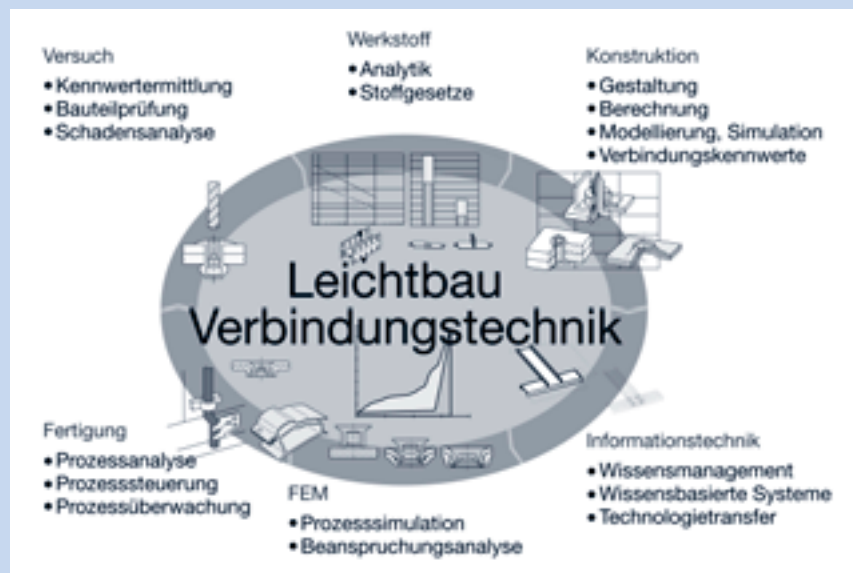 Versuch
• Kennwertermittlung
• Bauteilprüfung
• Schadensanalyse
Werkstoff
• Analytik
• Stoffgesetze
Konstruktion
• Gestaltung
• Berechnung
• Modellierung, Simulation
• Verbindungskennwerte
Leichtbau
Verbindungstechnik
Fertigung
• Prozessanalyse
• Prozesssteuerung
• Prozessüberwachung
FEM
• Prozesssimulation
• Beanspruchungsanalyse
Informationstechnik
• Wissensmanagement
• Wissensbasierte Systeme
• Technologietransfer